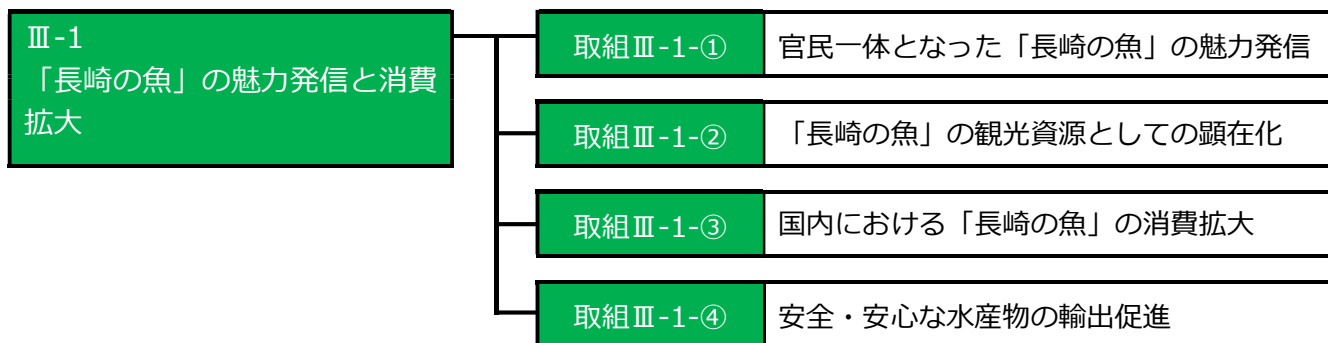 Ⅲ-1
「長崎の魚」の魅力発信と消費
拡大
取組Ⅲ-1-① 官民一体となった「長崎の魚」の魅力発信
取組Ⅲ-1-② 「長崎の魚」の観光資源としての顕在化
取組Ⅲ-1-③ 国内における「長崎の魚」の消費拡大
取組Ⅲ-1-④ 安全・安心な水産物の輸出促進